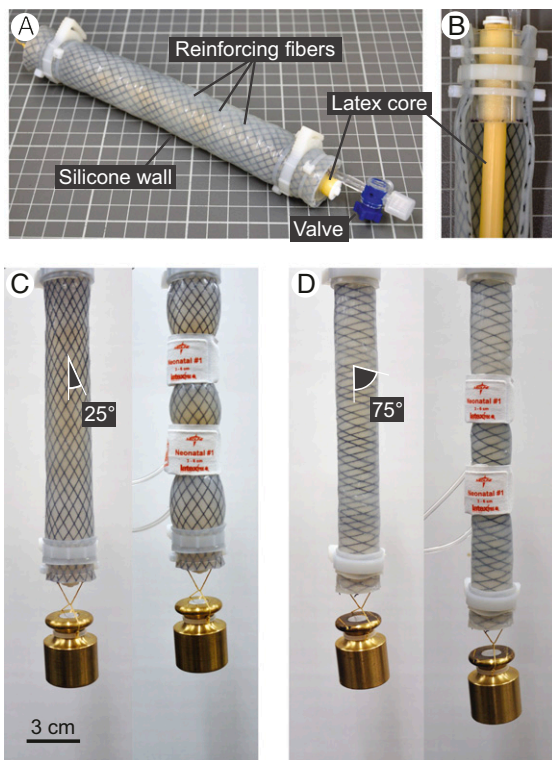 A
Reinforcing fibers
Latex core
Silicone wall
Valve
B
C
25°
Neonatal #1
Neonatal #1
3 cm
D
75°
Neonatal #1
Neonatal #1